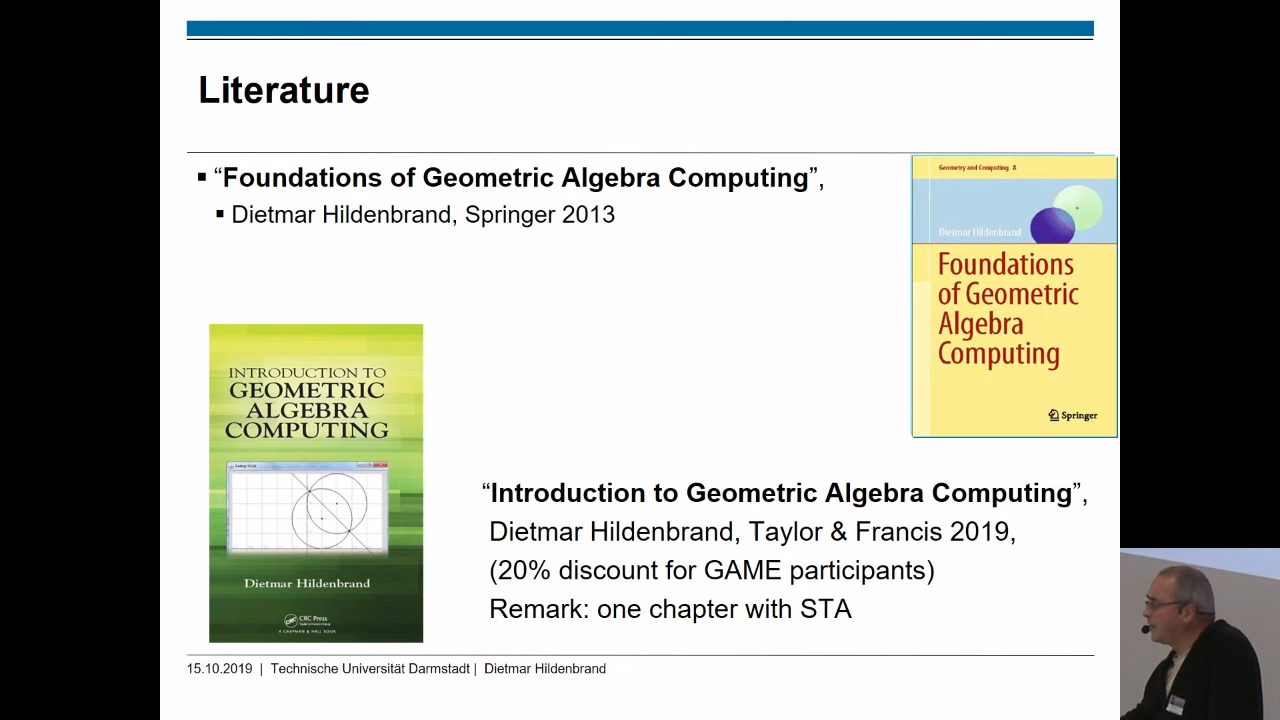 Literature
▪ “Foundations of Geometric Algebra Computing”,
▪ Dietmar Hildenbrand, Springer 2013
Geometry and Computing 8
Dietmar Hildenbrand
Foundations
of Geometric
Algebra
Computing
Springer
INTRODUCTION TO
GEOMETRIC
ALGEBRA
COMPUTING
Dietmar Hildenbrand
CRC Press
A CHAPMAN & HALL BOOK
“Introduction to Geometric Algebra Computing”,
Dietmar Hildenbrand, Taylor & Francis 2019,
(20% discount for GAME participants)
Remark: one chapter with STA
15.10.2019 | Technische Universität Darmstadt | Dietmar Hildenbrand